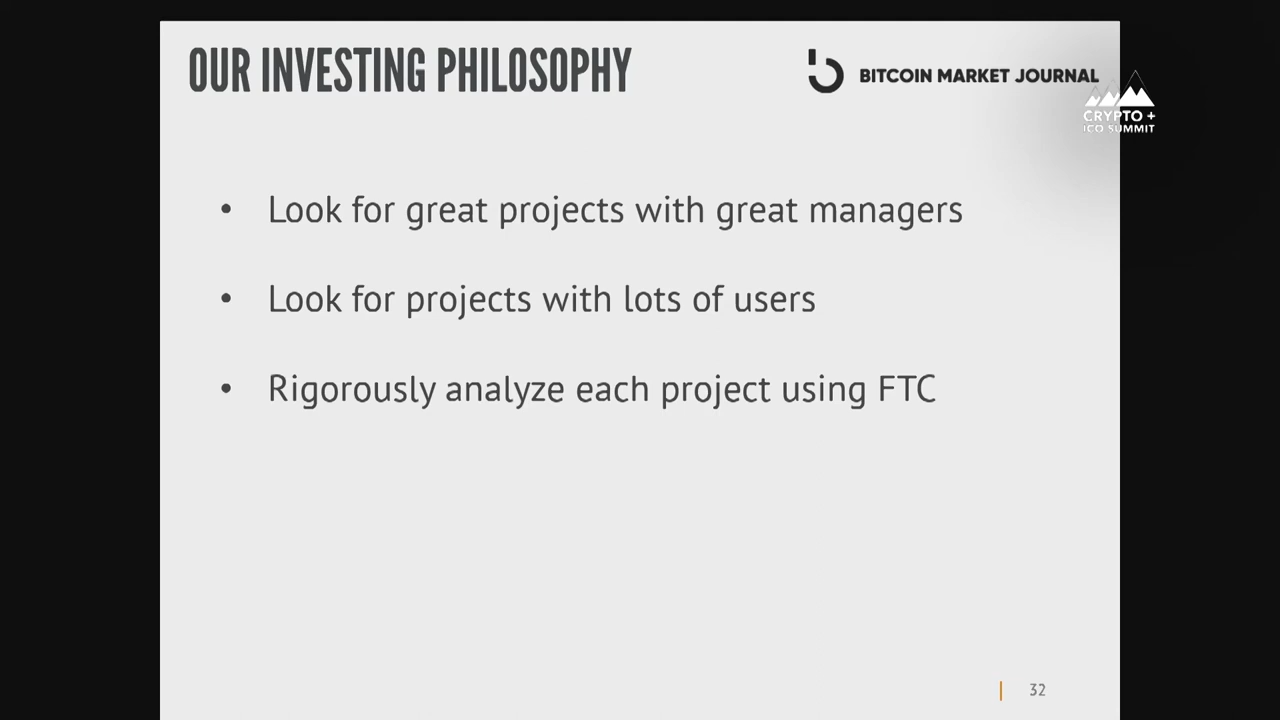 OUR INVESTING PHILOSOPHY
BITCOIN MARKET JOURNAL
CRYPTO +
ICO SUMMIT
• Look for great projects with great managers
• Look for projects with lots of users
• Rigorously analyze each project using FTC
32